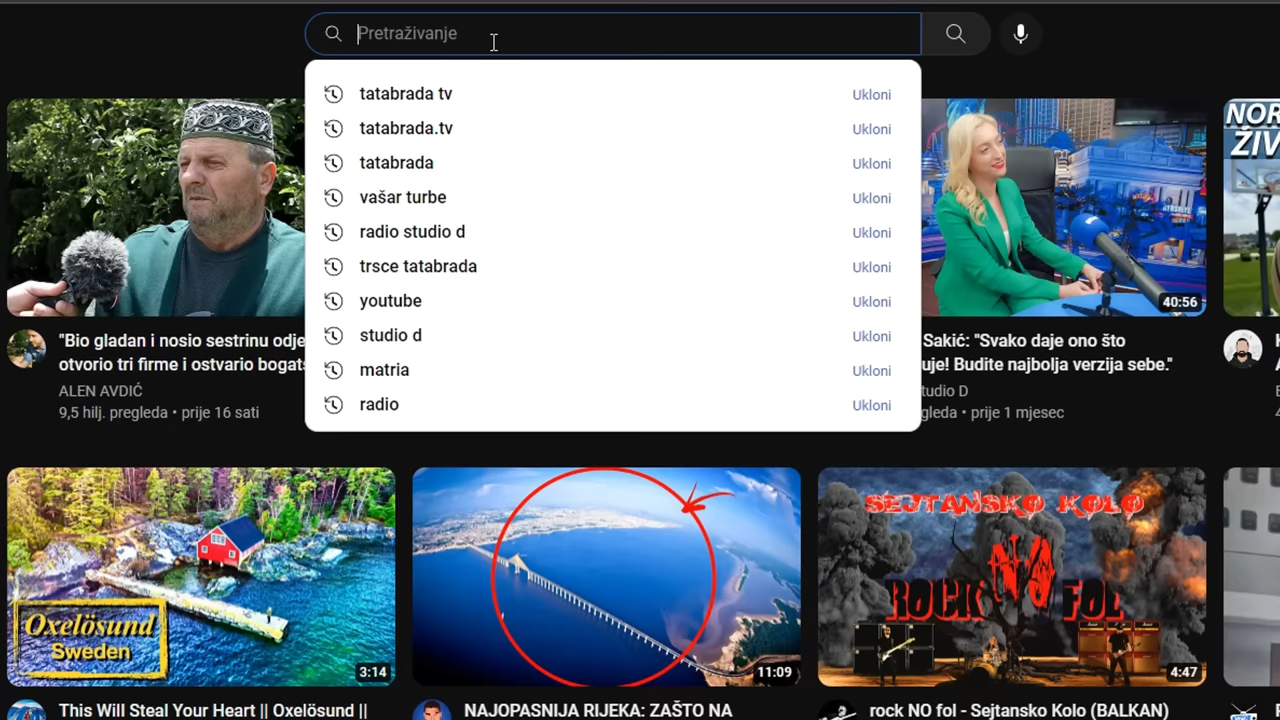 Pretraživanje
tatabrada tv
Ukloni
tatabrada.tv
Ukloni
tatabrada
Ukloni
vašar turbe
Ukloni
radio studio d
Ukloni
trsce tatabrada
Ukloni
youtube
Ukloni
studio d
Ukloni
matria
Ukloni
radio
Ukloni
"Bio gladan i nosio sestrinu odje
otvorio tri firme i ostvario bogats
ALEN AVDIĆ
9,5 hilj. pregleda • prije 16 sati
40:56
Sakić: "Svako daje ono što
uje! Budite najbolja verzija sebe."
tudio D
gleda • prije 1 mjesec
NOR
ŽIV
Oxelösund
Sweden
3:14
This Will Steal Your Heart || Oxelösund ||
11:09
NAJOPASNIJA RIJEKA: ZAŠTO NA
SEJTANSKO KOLO
ROCK NO FOL
4:47
rock NO fol - Sejtansko Kolo (BALKAN)